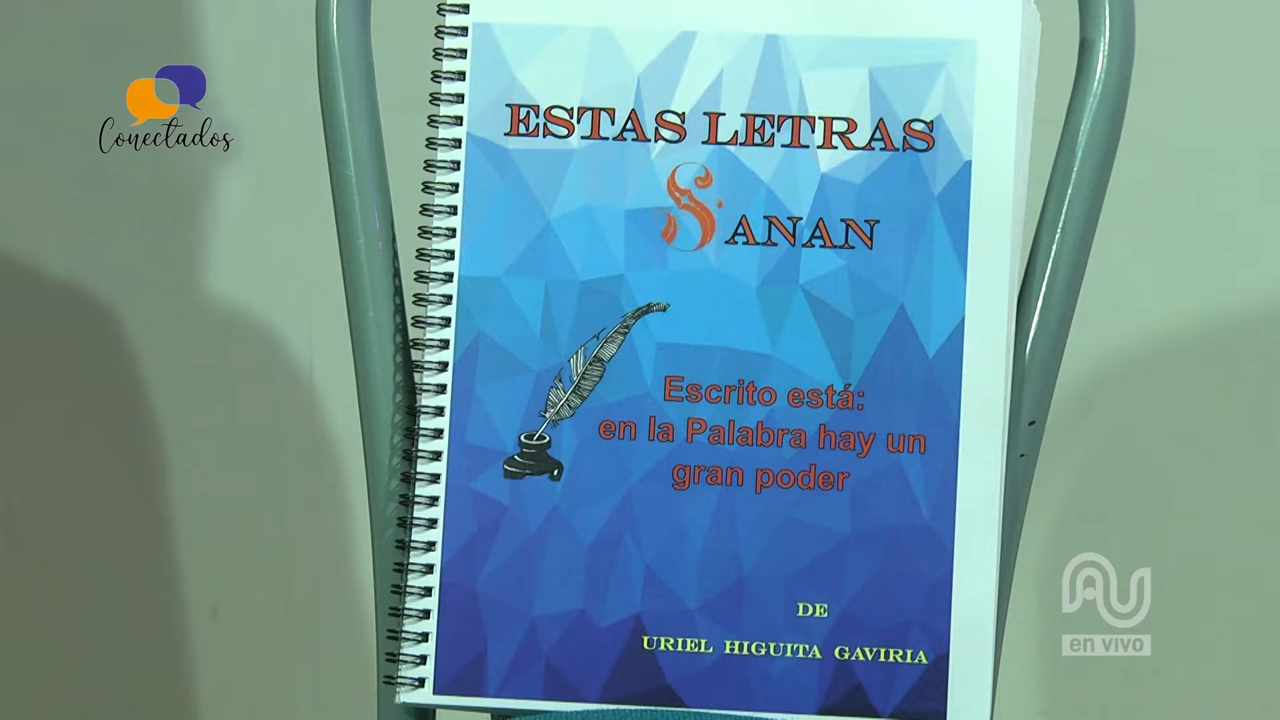 Conectados
ESTAS LETRAS
SANAN
Escrito está:
en la Palabra hay un
gran poder
DE
URIEL HIGUITA GAVIRIA
en vivo